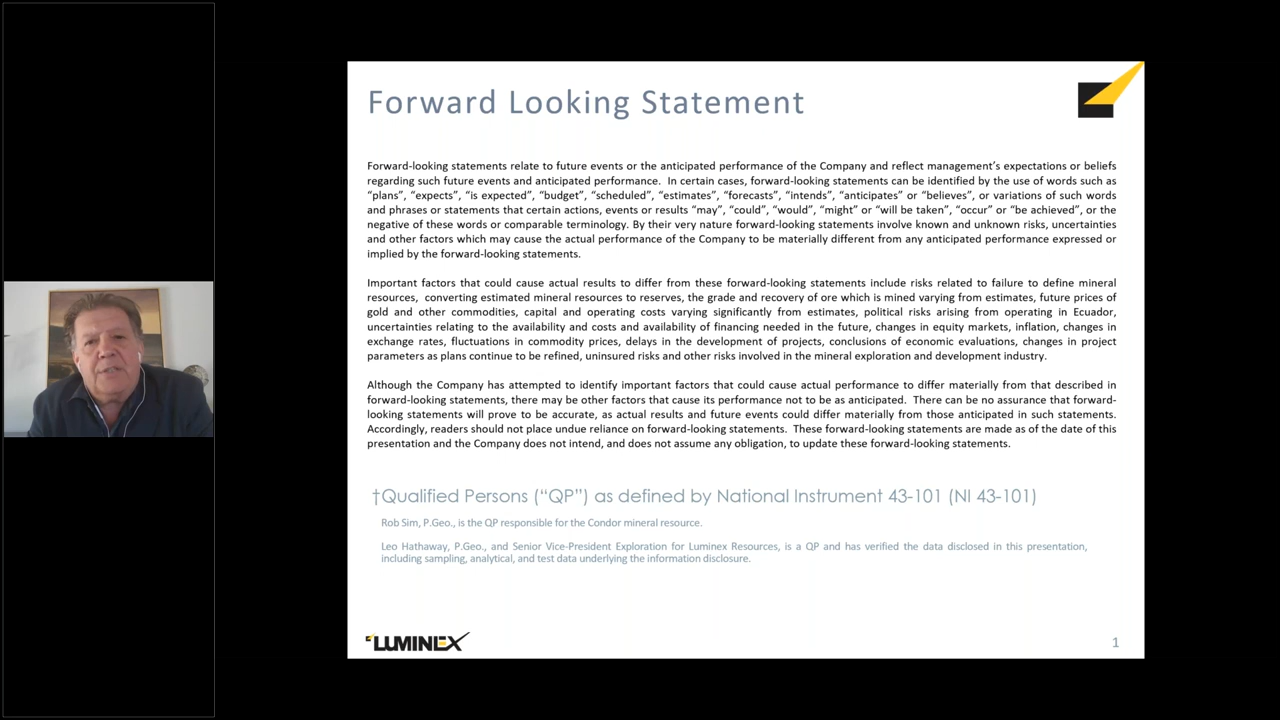 Forward Looking Statement
Forward-looking statements relate to future events or the anticipated performance of the Company and reflect management's expectations or beliefs
regarding such future events and anticipated performance.  In certain cases, forward-looking statements can be identified by the use of words such as
“plans”, “expects”, “is expected”, “budget”, “scheduled”, “estimates”, “forecasts”, “intends”, “anticipates” or “believes”, or variations of such words
and phrases or statements that certain actions, events or results “may”, “could”, “would”, “might” or “will be taken”, “occur” or “be achieved”, or the
negative of these words or comparable terminology. By their very nature forward-looking statements involve known and unknown risks, uncertainties
and other factors which may cause the actual performance of the Company to be materially different from any anticipated performance expressed or
implied by the forward-looking statements.
Important factors that could cause actual results to differ from these forward-looking statements include risks related to failure to define mineral
resources,  converting estimated mineral resources to reserves, the grade and recovery of ore which is mined varying from estimates, future prices of
gold and other commodities, capital and operating costs varying significantly from estimates, political risks arising from operating in Ecuador,
uncertainties relating to the availability and costs and availability of financing needed in the future, changes in equity markets, inflation, changes in
exchange rates, fluctuations in commodity prices, delays in the development of projects, conclusions of economic evaluations, changes in project
parameters as plans continue to be refined, uninsured risks and other risks involved in the mineral exploration and development industry.
Although the Company has attempted to identify important factors that could cause actual performance to differ materially from that described in
forward-looking statements, there may be other factors that cause its performance not to be as anticipated.  There can be no assurance that forward-
looking statements will prove to be accurate, as actual results and future events could differ materially from those anticipated in such statements.
Accordingly, readers should not place undue reliance on forward-looking statements.  These forward-looking statements are made as of the date of this
presentation and the Company does not intend, and does not assume any obligation, to update these forward-looking statements.
†Qualified Persons (“QP”) as defined by National Instrument 43-101 (NI 43-101)
Rob Sim, P.Geo., is the QP responsible for the Condor mineral resource.
Leo Hathaway, P.Geo., and Senior Vice-President Exploration for Luminex Resources, is a QP and has verified the data disclosed in this presentation,
including sampling, analytical, and test data underlying the information disclosure.
LUMINEX
1